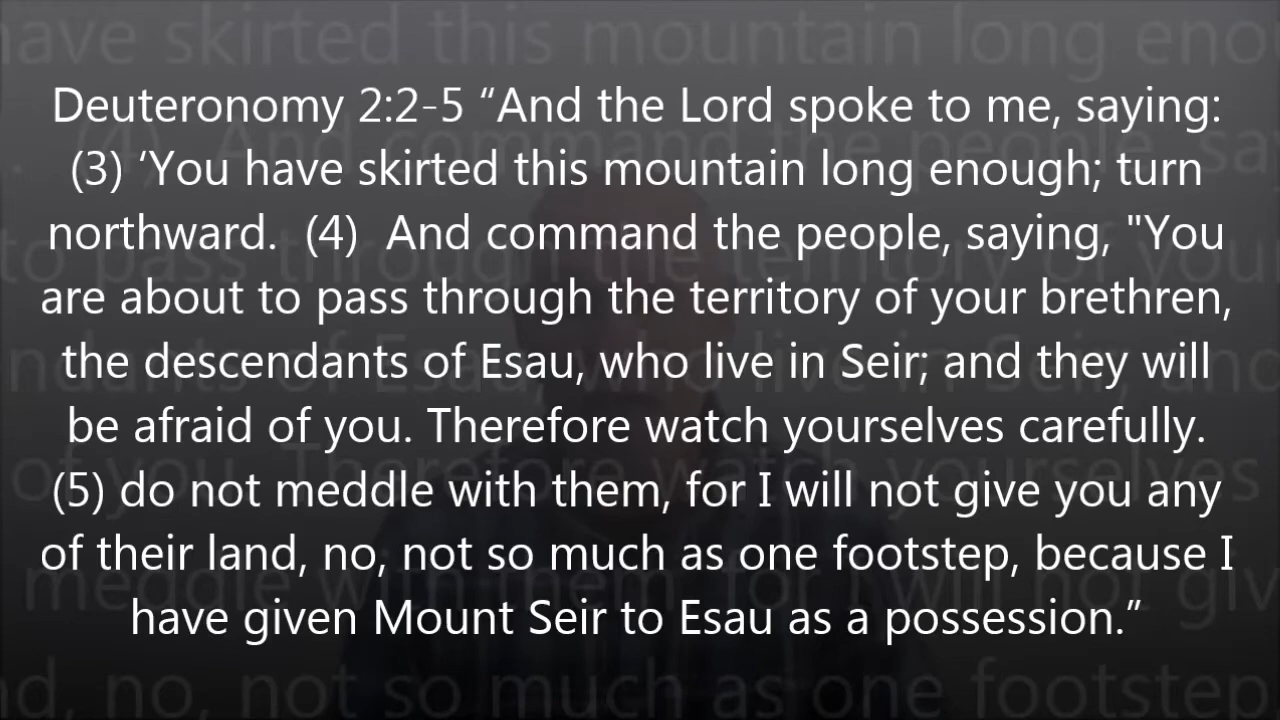 Deuteronomy 2:2-5 “And the Lord spoke to me, saying:
(3) ‘You have skirted this mountain long enough; turn
northward.  (4)  And command the people, saying, "You
are about to pass through the territory of your brethren,
the descendants of Esau, who live in Seir; and they will
be afraid of you. Therefore watch yourselves carefully.
(5) do not meddle with them, for I will not give you any
of their land, no, not so much as one footstep, because I
have given Mount Seir to Esau as a possession.”